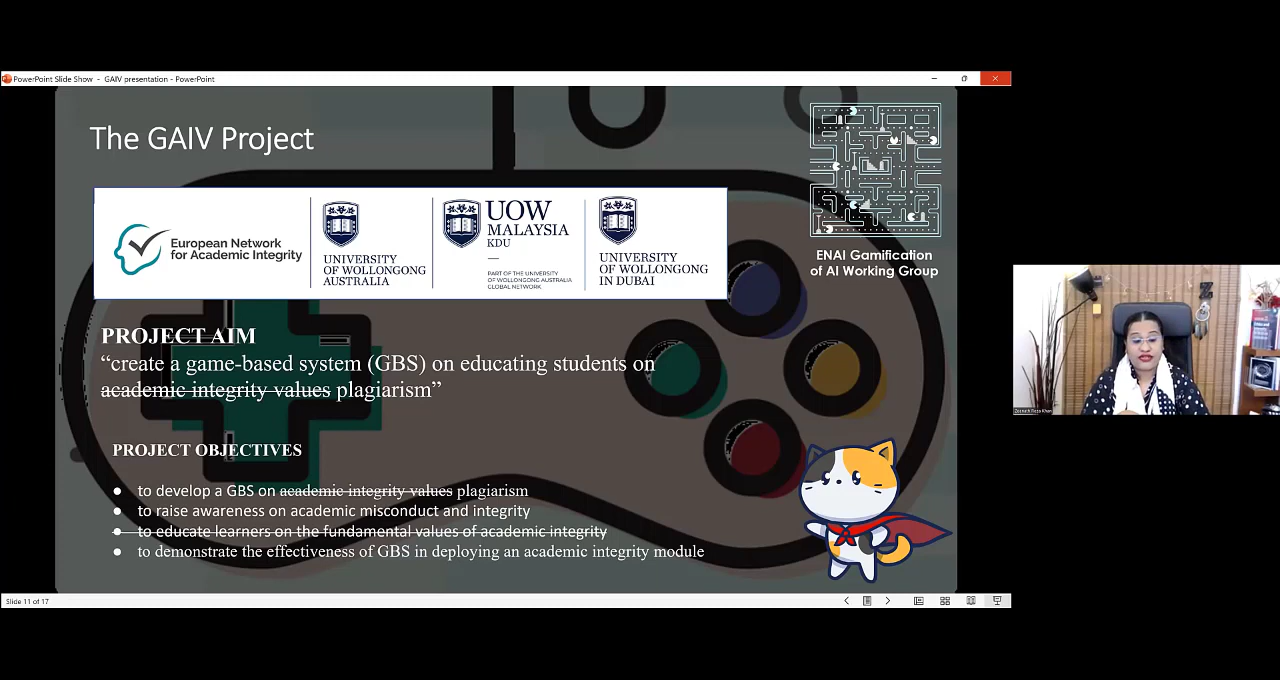 PowerPoint Slide Show - GAIV presentation - PowerPoint
The GAIV Project
European Network
for Academic Integrity
UNIVERSITY
OF WOLLONGONG
AUSTRALIA
UOW
MALAYSIA
KDU
PART OF THE UNIVERSITY
OF WOLLONGONG AUSTRALIA
GLOBAL NETWORK
UNIVERSITY
OF WOLLONGONG
IN DUBAI
ENAI Gamification
of AI Working Group
PROJECT AIM
“create a game-based system (GBS) on educating students on
academic integrity values plagiarism”
PROJECT OBJECTIVES
● to develop a GBS on academic integrity values plagiarism
● to raise awareness on academic misconduct and integrity
● to educate learners on the fundamental values of academic integrity
● to demonstrate the effectiveness of GBS in deploying an academic integrity module
Z
Zeenath Reza Khan
Slide 11 of 17